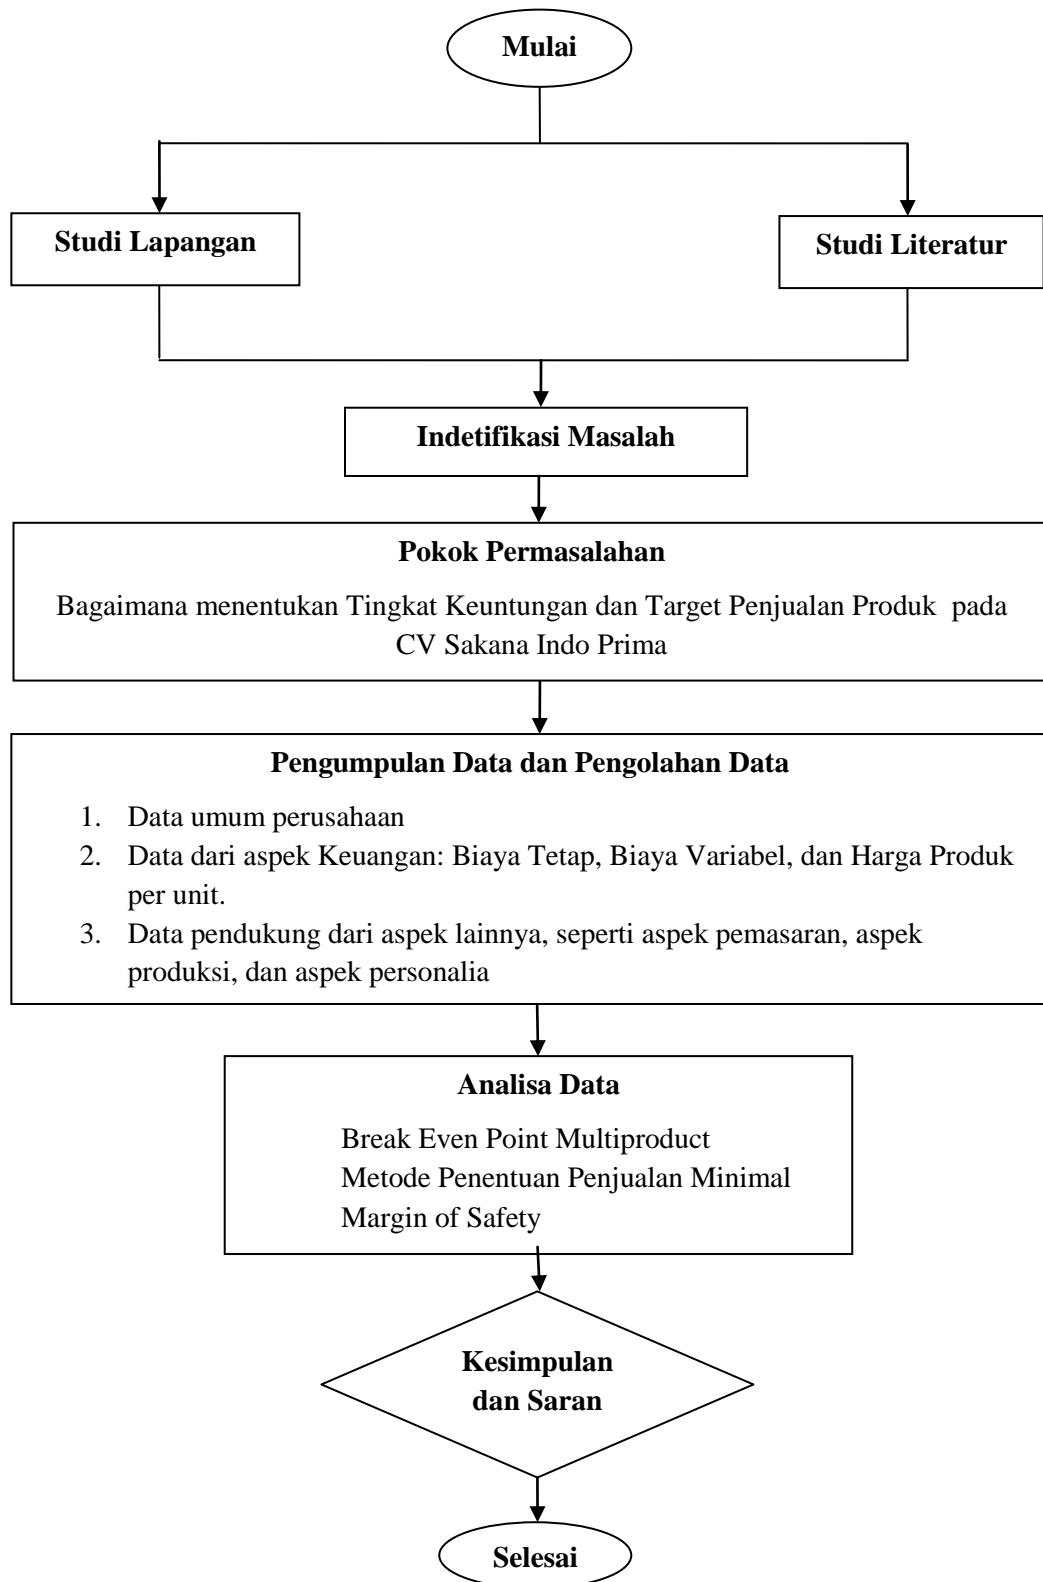 Mulai
Studi Lapangan
Studi Literatur
Indetifikasi Masalah
Pokok Permasalahan
Bagaimana menentukan Tingkat Keuntungan dan Target Penjualan Produk pada
CV Sakana Indo Prima
Pengumpulan Data dan Pengolahan Data
1. Data umum perusahaan
2. Data dari aspek Keuangan: Biaya Tetap, Biaya Variabel, dan Harga Produk
per unit.
3. Data pendukung dari aspek lainnya, seperti aspek pemasaran, aspek
produksi, dan aspek personalia
Analisa Data
Break Even Point Multiproduct
Metode Penentuan Penjualan Minimal
Margin of Safety
Kesimpulan
dan Saran
Selesai